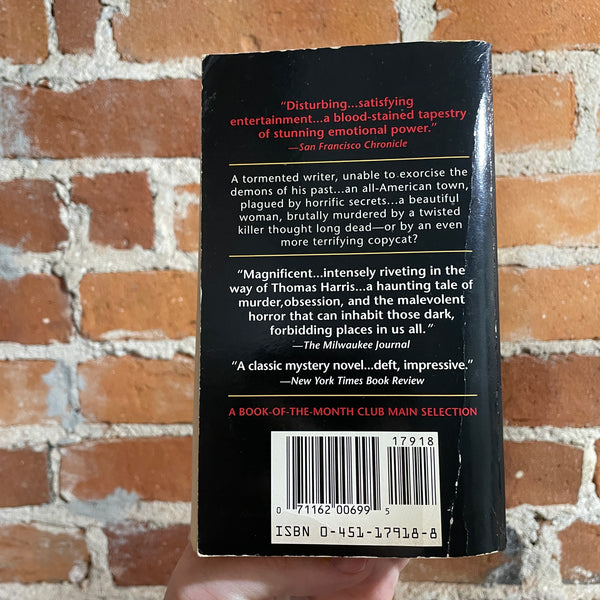 “Disturbing...satisfying
entertainment...a blood-stained tapestry
of stunning emotional power.”
—San Francisco Chronicle
A tormented writer, unable to exorcise the
demons of his past...an all-American town,
plagued by horrific secrets...a beautiful
woman, brutally murdered by a twisted
killer thought long dead—or by an even
more terrifying copycat?
“Magnificent...intensely riveting in the
way of Thomas Harris...a haunting tale of
murder, obsession, and the malevolent
horror that can inhabit those dark,
forbidding places in us all.”
—The Milwaukee Journal
“A classic mystery novel...deft, impressive.”
—New York Times Book Review
A BOOK-OF-THE-MONTH CLUB MAIN SELECTION
17918
0 71162 00699 5
ISBN 0-451-17918-8